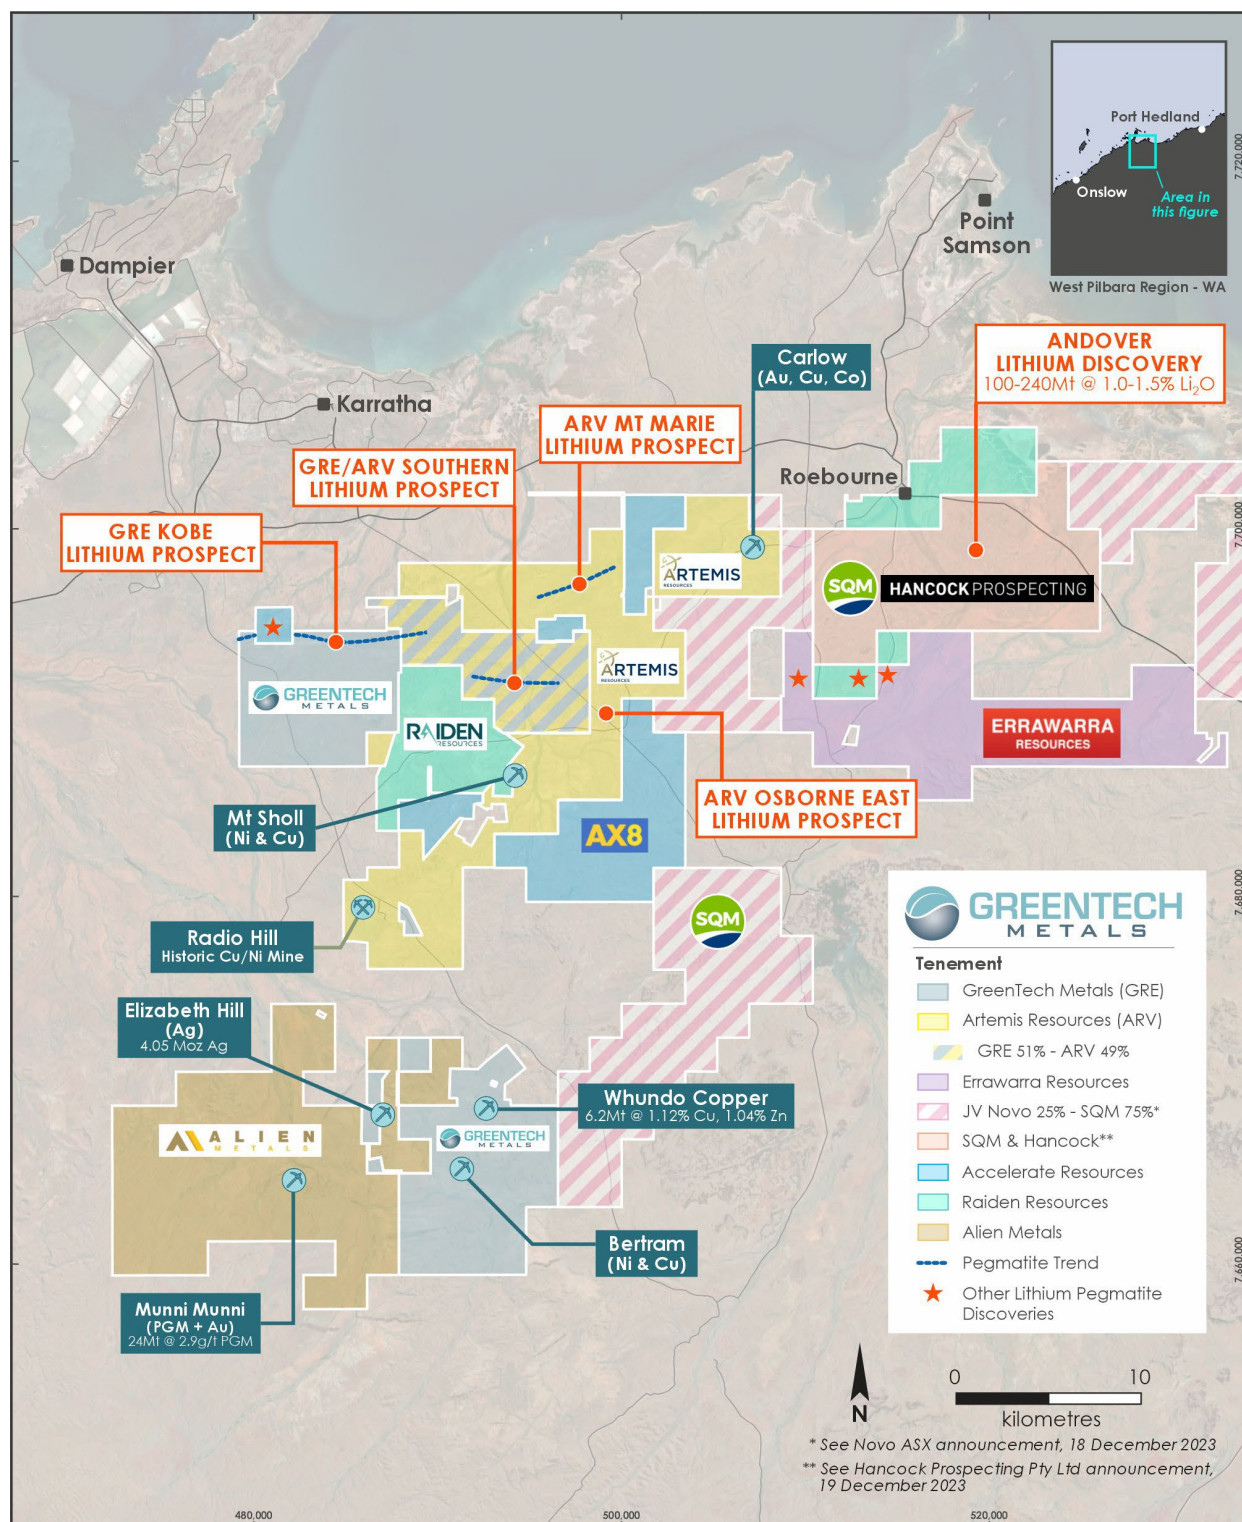 Port Hedland
Onslow
Area in
this figure
West Pilbara Region - WA
7,720,000
Point
Samson
Dampier
Karratha
Carlow
(Au, Cu, Co)
ANDOVER
LITHIUM DISCOVERY
100-240Mt @ 1.0-1.5% Li₂O
ARV MT MARIE
LITHIUM PROSPECT
GRE/ARV SOUTHERN
LITHIUM PROSPECT
Roebourne
GRE KOBE
LITHIUM PROSPECT
7,700,000
ARTEMIS
RESOURCES
SQM
HANCOCK PROSPECTING
ARTEMIS
RESOURCES
GREENTECH
METALS
RAIDEN
RESOURCES
ERRAWARRA
RESOURCES
ARV OSBORNE EAST
LITHIUM PROSPECT
Mt Sholl
(Ni & Cu)
AX8
7,680,000
SQM
Radio Hill
Historic Cu/Ni Mine
Elizabeth Hill
(Ag)
4.05 Moz Ag
Whundo Copper
6.2Mt @ 1.12% Cu, 1.04% Zn
ALIEN
METALS
GREENTECH
METALS
Bertram
(Ni & Cu)
Munni Munni
(PGM + Au)
24Mt @ 2.9g/t PGM
GREENTECH
METALS
Tenement
GreenTech Metals (GRE)
Artemis Resources (ARV)
GRE 51% - ARV 49%
Errawarra Resources
JV Novo 25% - SQM 75%*
SQM & Hancock**
Accelerate Resources
Raiden Resources
Alien Metals
Pegmatite Trend
Other Lithium Pegmatite
Discoveries
7,660,000
N
0 10
kilometres
* See Novo ASX announcement, 18 December 2023
** See Hancock Prospecting Pty Ltd announcement,
19 December 2023
480,000 500,000 520,000